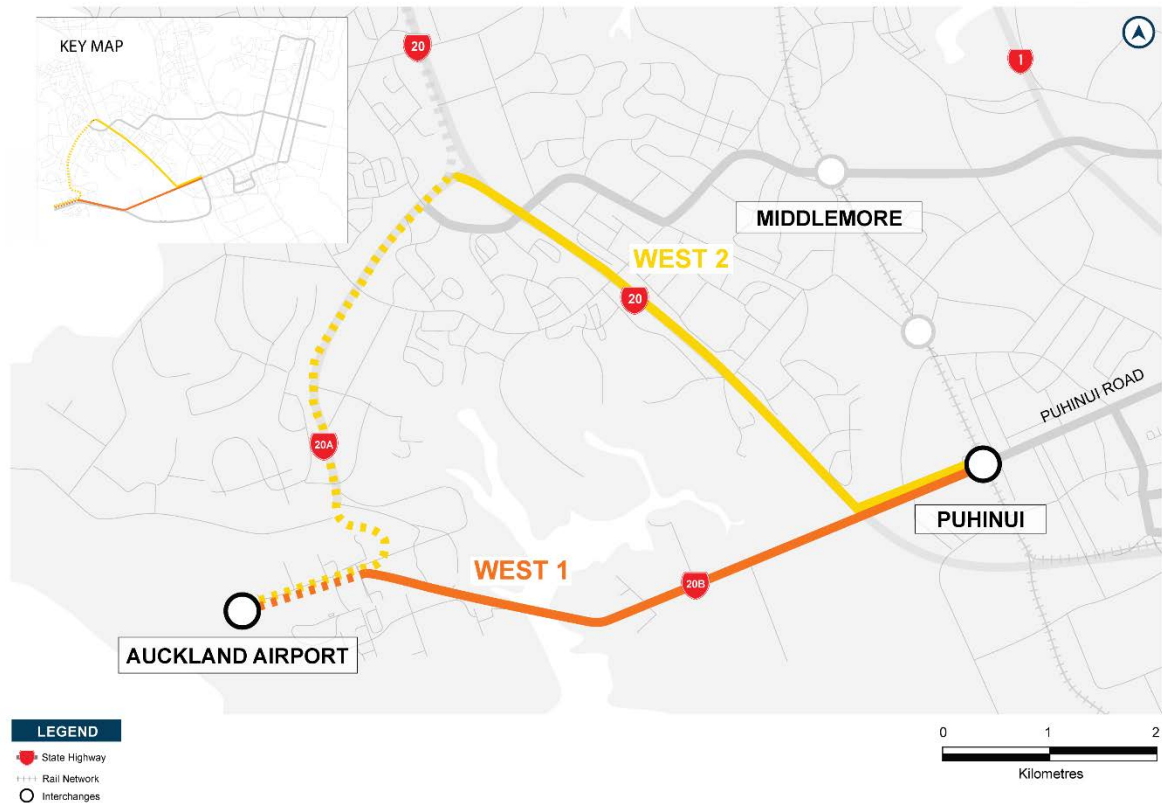 KEY MAP
20
1
MIDDLEMORE
WEST 2
20
PUHINUI ROAD
20A
PUHINUI
WEST 1
20B
AUCKLAND AIRPORT
LEGEND
State Highway
Rail Network
Interchanges
0 1 2
Kilometres